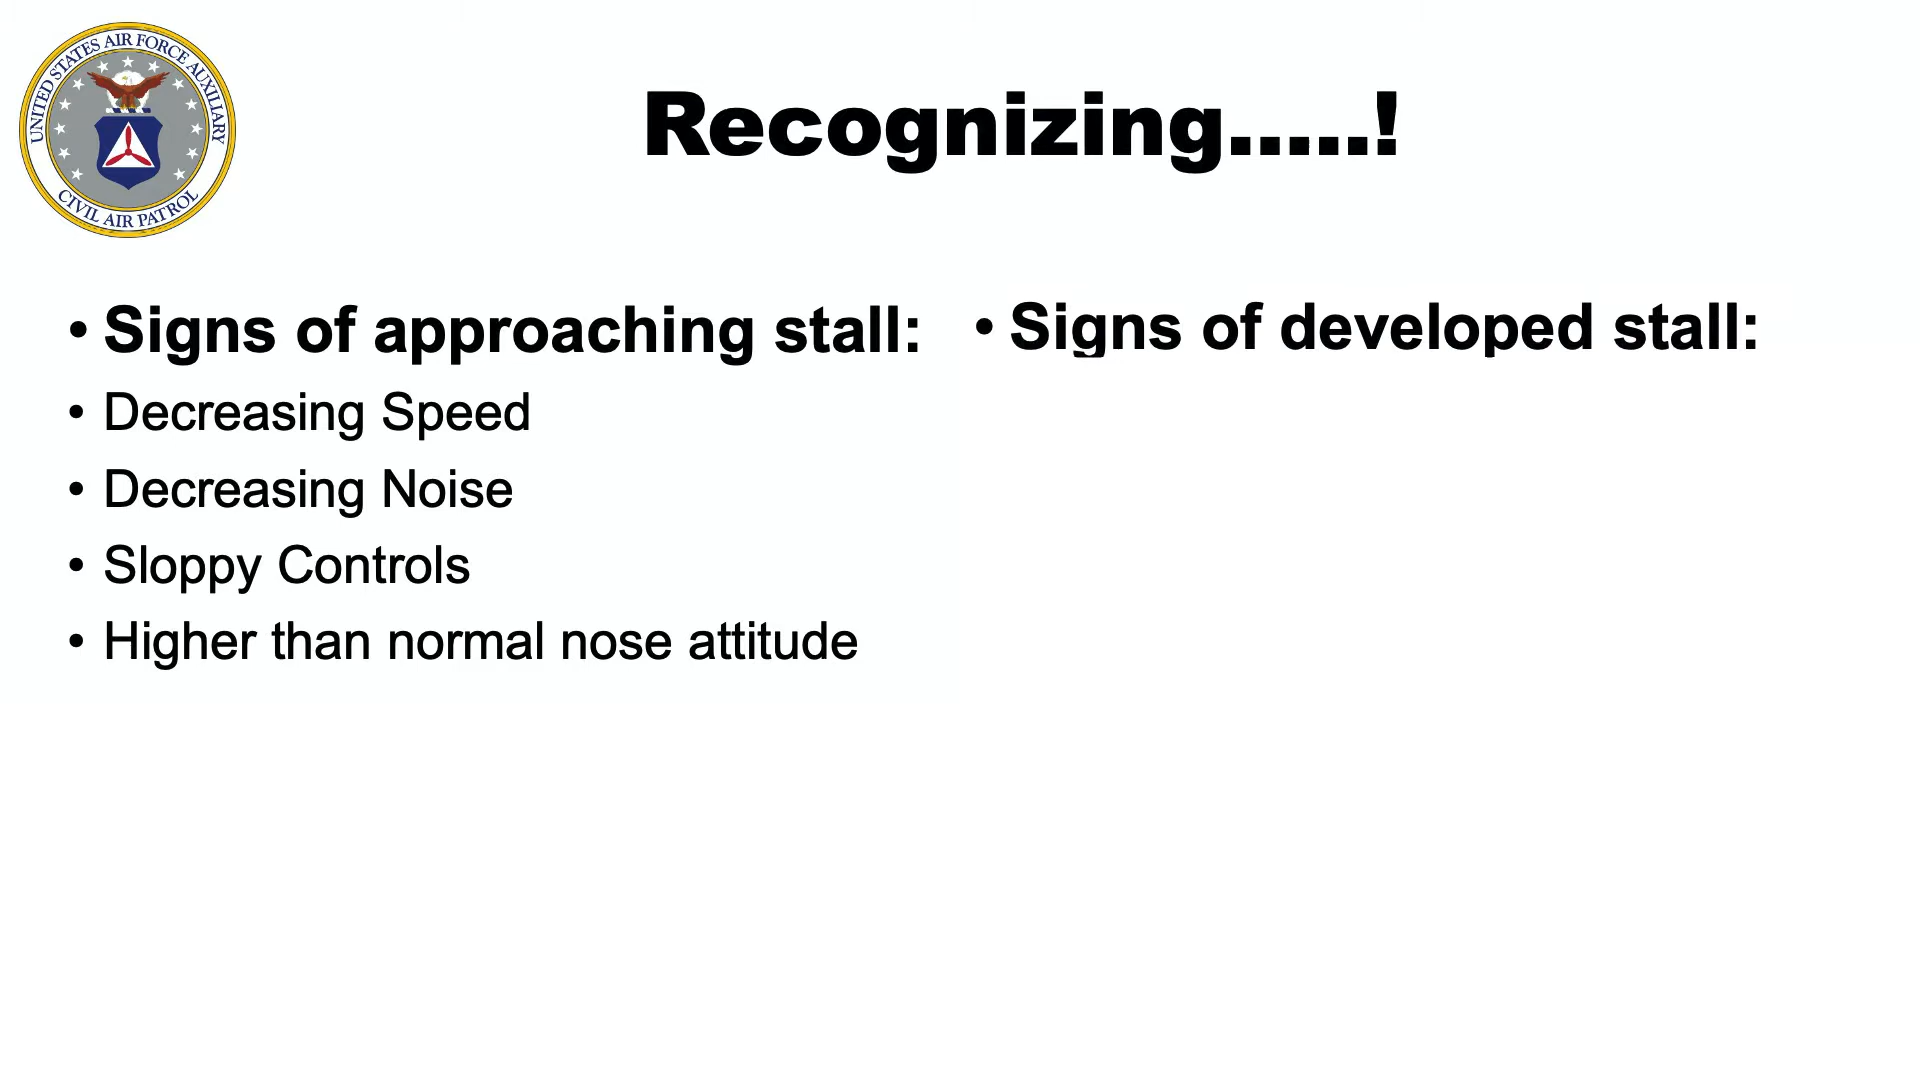 UNITED STATES AIR FORCE AUXILIARY
CIVIL AIR PATROL
Recognizing.....!
• Signs of approaching stall:
• Decreasing Speed
• Decreasing Noise
• Sloppy Controls
• Higher than normal nose attitude
• Signs of developed stall: